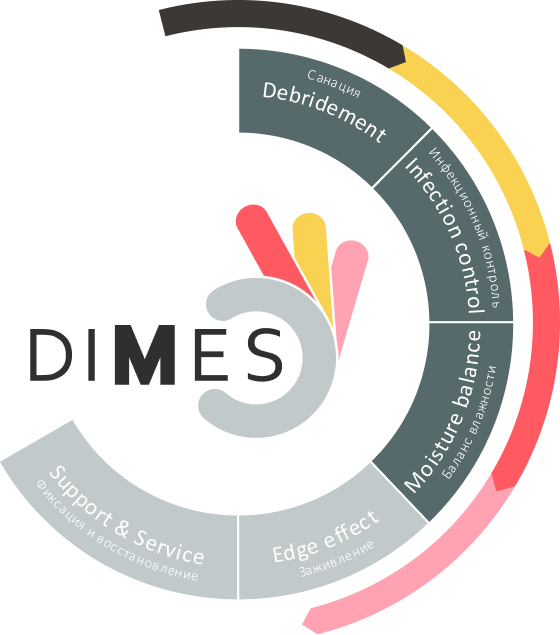 Санация
Debridement
Инфекционный контроль
Infection control
DIMES
Moisture balance
Баланс влажности
Edge effect
Заживление
Support & Service
Фиксация и восстановление